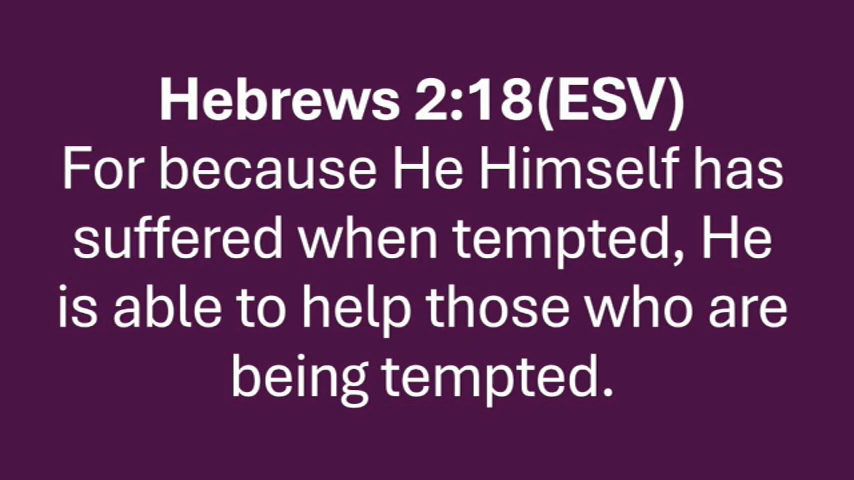 Hebrews 2:18(ESV)
For because He Himself has
suffered when tempted, He
is able to help those who are
being tempted.